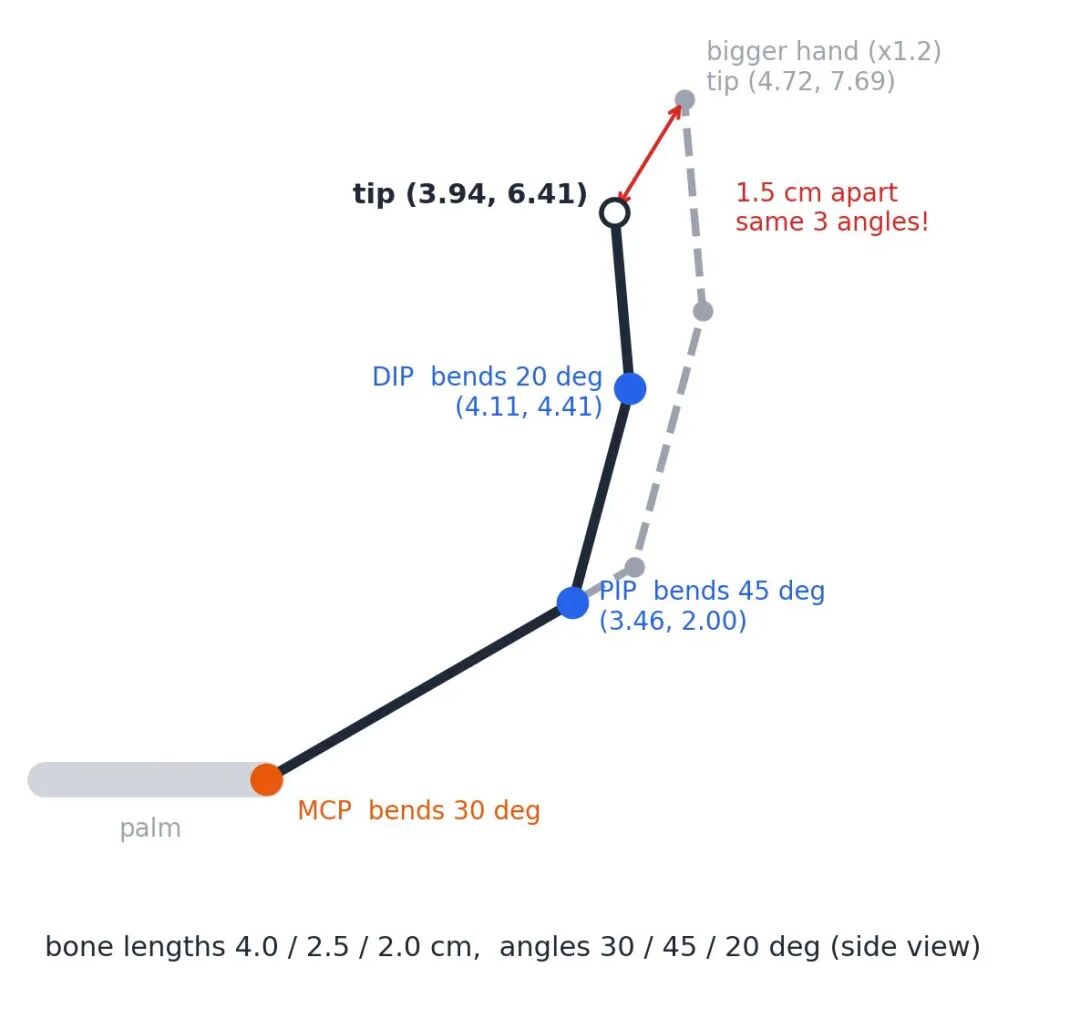 bigger hand (x1.2)
tip (4.72, 7.69)
tip (3.94, 6.41)
1.5 cm apart
same 3 angles!
DIP  bends 20 deg
(4.11, 4.41)
PIP  bends 45 deg
(3.46, 2.00)
MCP  bends 30 deg
palm
bone lengths 4.0 / 2.5 / 2.0 cm,  angles 30 / 45 / 20 deg (side view)